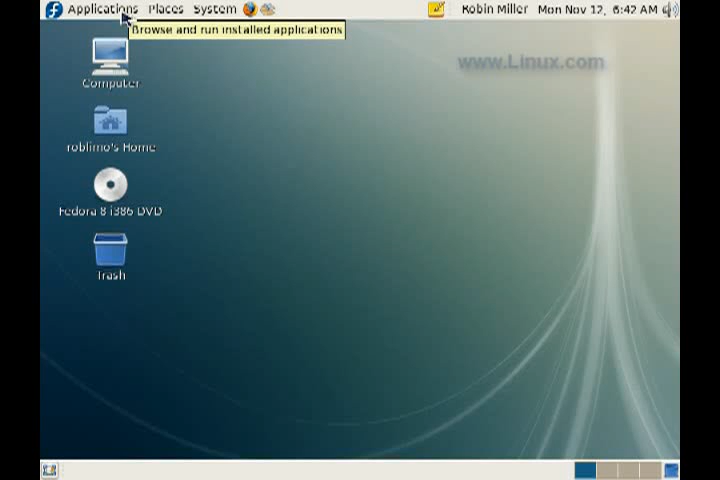 Applications Places System Robin Miller Mon Nov 12, 6:42 AM
Browse and run installed applications
www.Linux.com
Computer
roblimo's Home
Fedora 8 i386 DVD
Trash